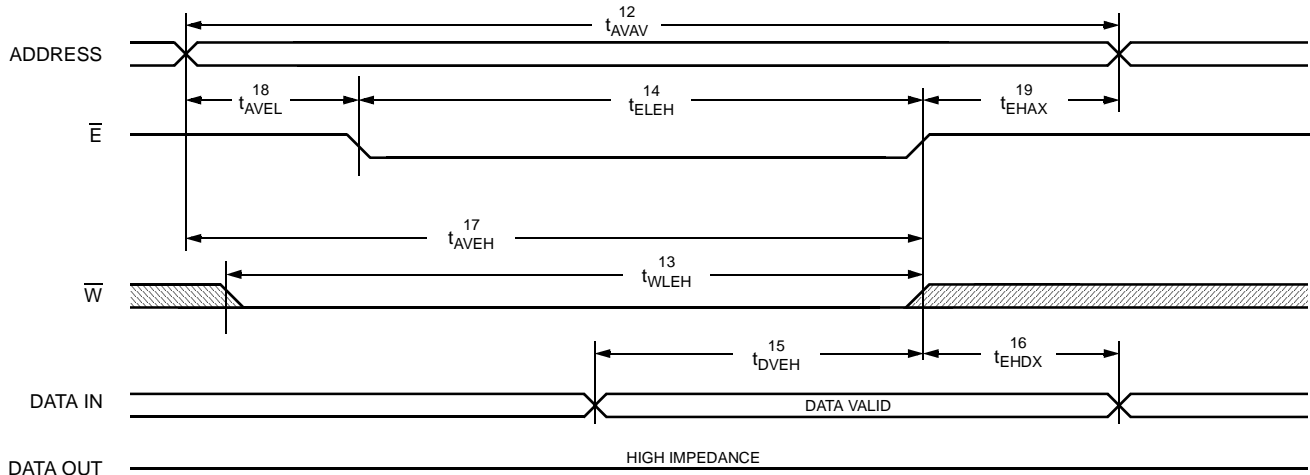 12
tAVAV
ADDRESS
18
tAVEL
14
tELEH
19
tEHAX
E
17
tAVEH
13
tWLEH
W
15
tDVEH
16
tEHDX
DATA IN
DATA VALID
DATA OUT
HIGH IMPEDANCE